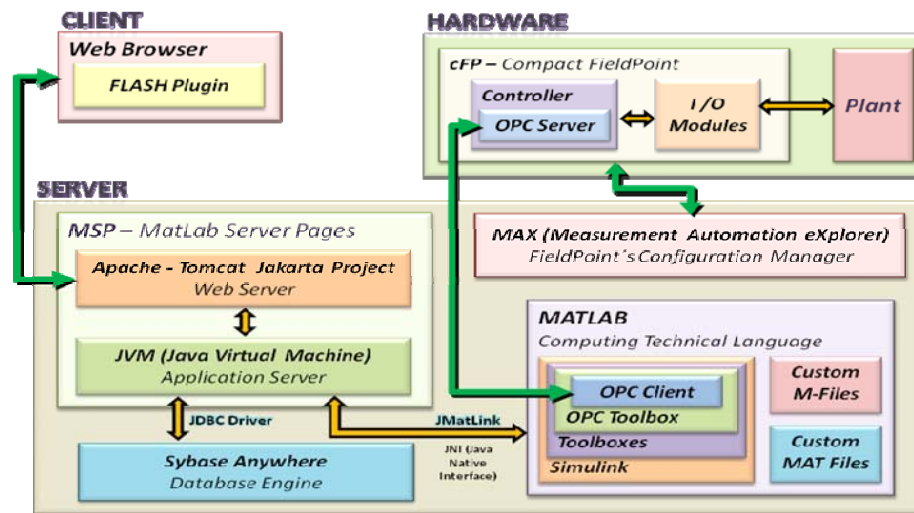 CLIENT
Web Browser
FLASH Plugin
HARDWARE
cFP – Compact FieldPoint
Controller
OPC Server
I/O
Modules
Plant
SERVER
MSP – MatLab Server Pages
Apache - Tomcat Jakarta Project
Web Server
JVM (Java Virtual Machine)
Application Server
JDBC Driver
JMatLink
JNI (Java
Native
Interface)
Sybase Anywhere
Database Engine
MAX (Measurement Automation eXplorer)
FieldPoint´s Configuration Manager
MATLAB
Computing Technical Language
OPC Client
OPC Toolbox
Toolboxes
Simulink
Custom
M-Files
Custom
MAT Files